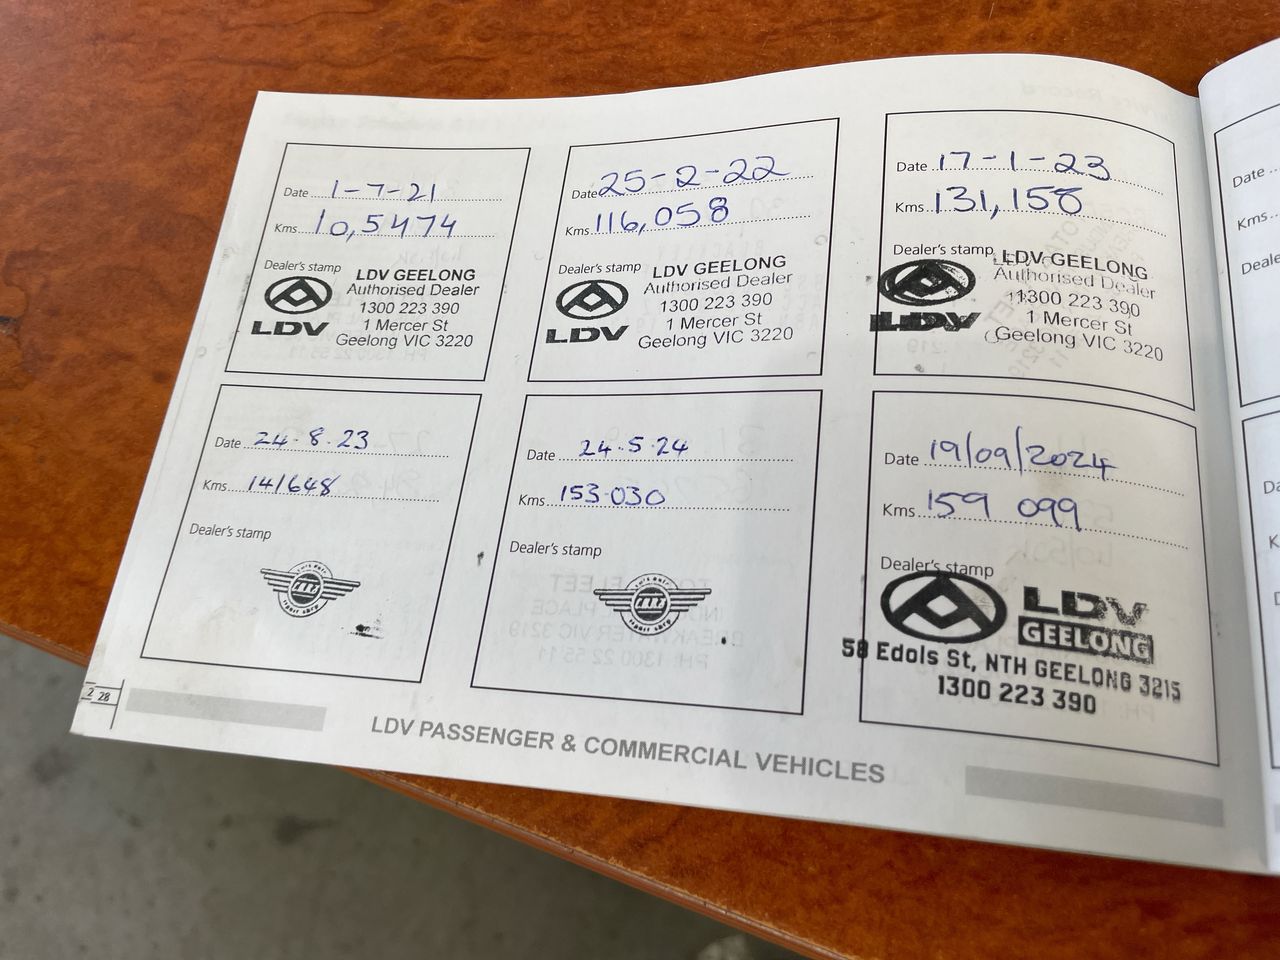 Date 1-7-21
Kms 10,5474
Dealer's stamp
LDV GEELONG
Authorised Dealer
1300 223 390
1 Mercer St
Geelong VIC 3220
LDV
Date 25-2-22
Kms 116,058
Dealer's stamp
LDV GEELONG
Authorised Dealer
1300 223 390
1 Mercer St
Geelong VIC 3220
LDV
Date 17-1-23
Kms 131,158
Dealer's stamp
LDV GEELONG
Authorised Dealer
1300 223 390
1 Mercer St
Geelong VIC 3220
LDV
Date 24-8.23
Kms 141648
Dealer's stamp
Date 24.5.24
Kms 153.030
Dealer's stamp
Date 19/09/2024
Kms 159 099
Dealer's stamp
LDV
GEELONG
58 Edols St, NTH GEELONG 3215
1300 223 390
Date
Kms
Deale
28
LDV PASSENGER & COMMERCIAL VEHICLES